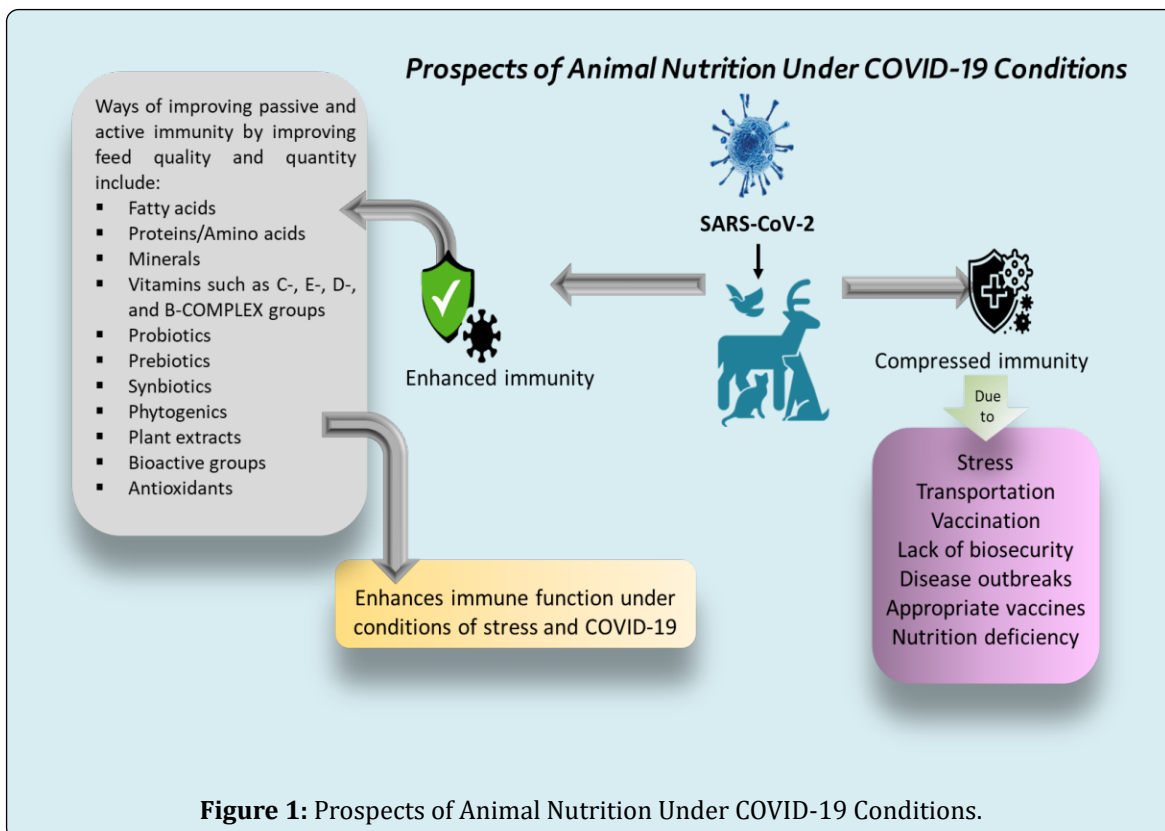 Prospects of Animal Nutrition Under COVID-19 Conditions
Ways of improving passive and
active immunity by improving
feed quality and quantity
include:
▪ Fatty acids
▪ Proteins/Amino acids
▪ Minerals
▪ Vitamins such as C-, E-, D-,
and B-COMPLEX groups
▪ Probiotics
▪ Prebiotics
▪ Synbiotics
▪ Phytogenics
▪ Plant extracts
▪ Bioactive groups
▪ Antioxidants
SARS-CoV-2
Enhanced immunity
Compressed immunity
Due
to
Stress
Transportation
Vaccination
Lack of biosecurity
Disease outbreaks
Appropriate vaccines
Nutrition deficiency
Enhances immune function under
conditions of stress and COVID-19
Figure 1: Prospects of Animal Nutrition Under COVID-19 Conditions.